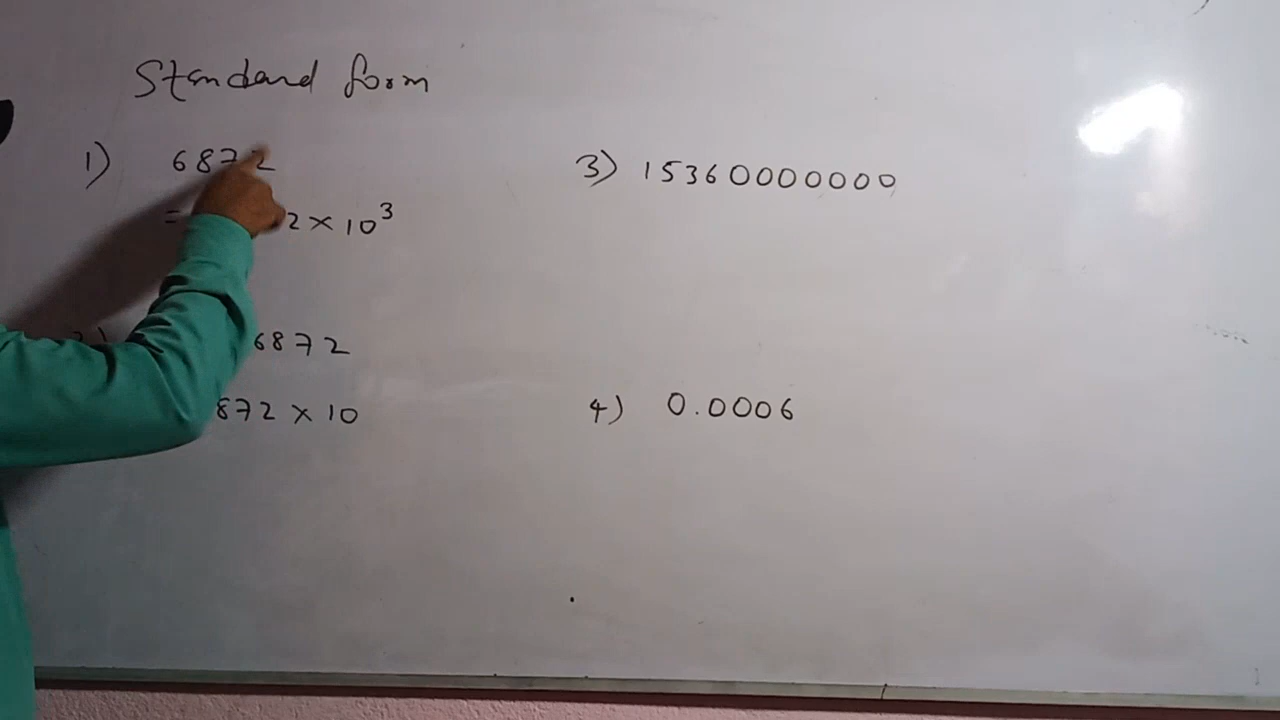 Standard form
1) 6872
= 2 × 10³
6872
872 × 10
3) 15360000000
4) 0.0006